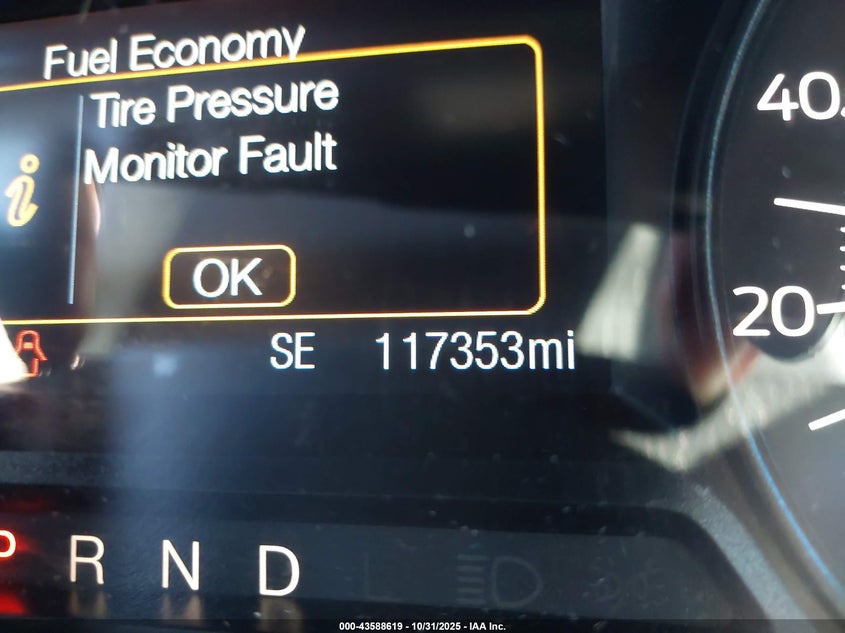 Fuel Economy
Tire Pressure
Monitor Fault
OK
SE 117353mi
40
20
P R N D L
000-43588619 - 10/31/2025 - IAA Inc.